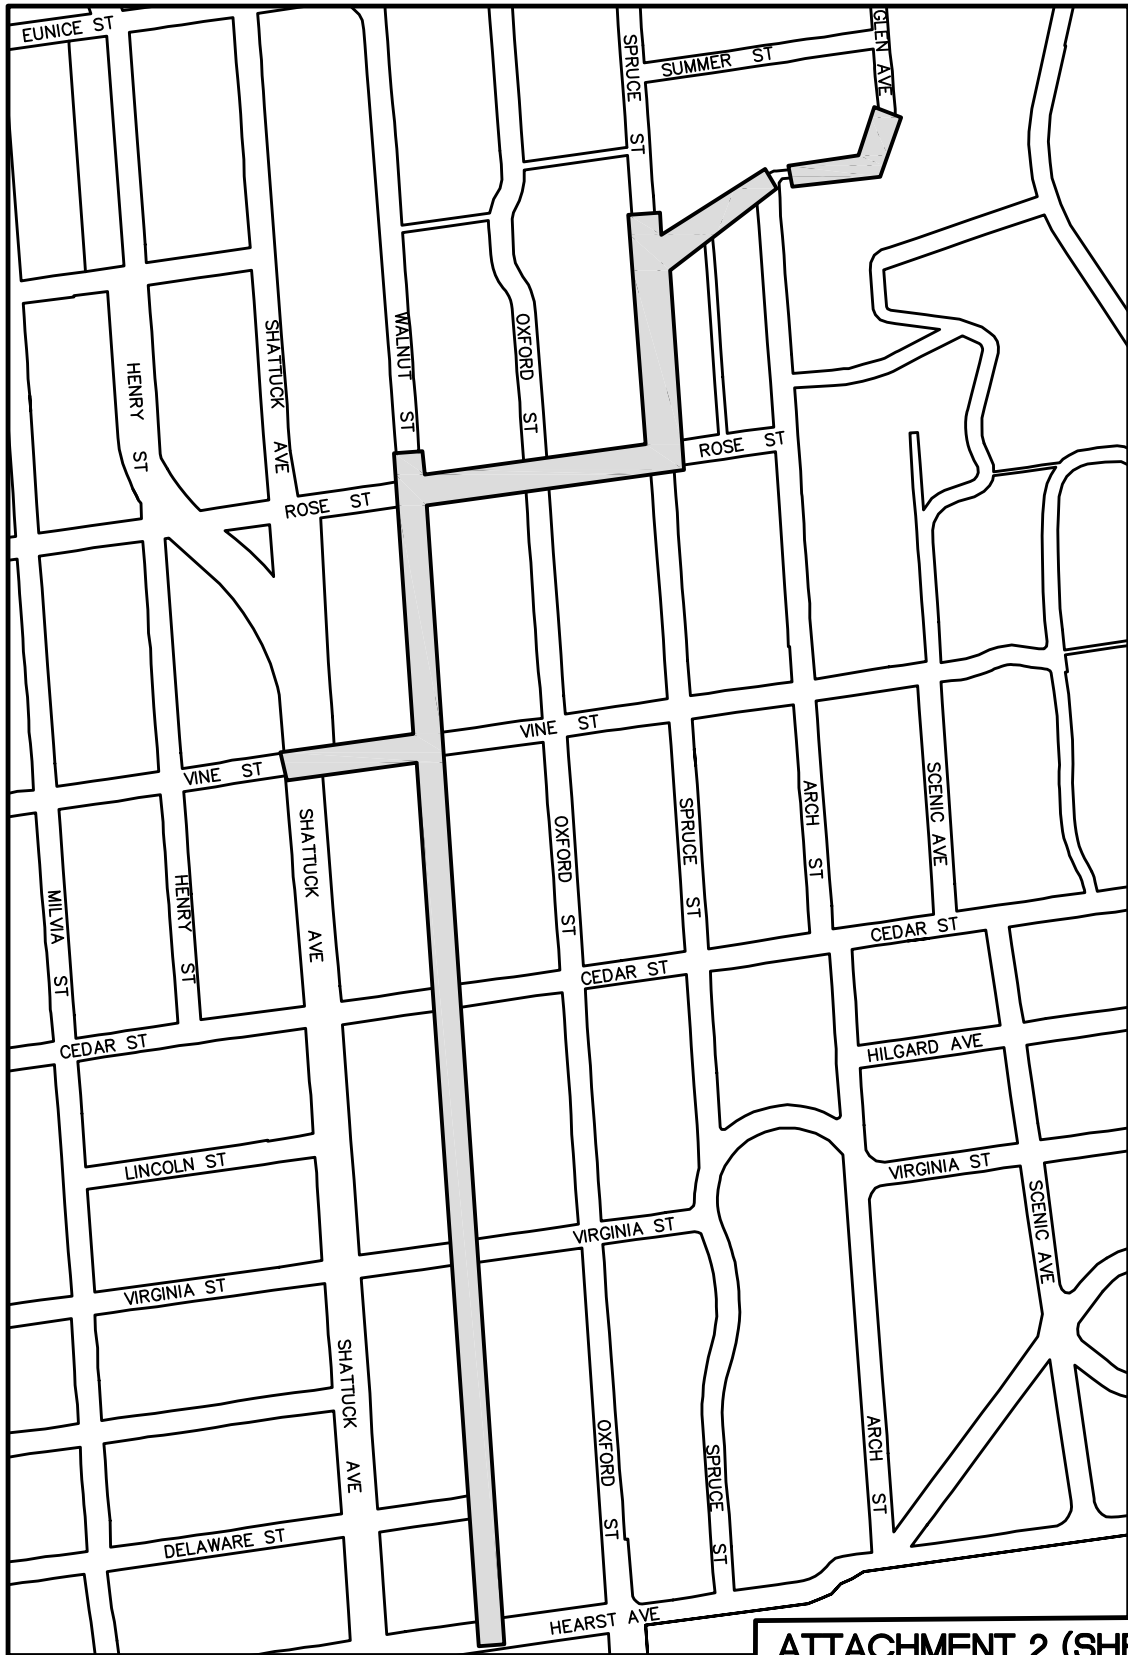 EUNICE ST
GLEN AVE
SPRUCE ST
SUMMER ST
HENRY ST
SHATTUCK AVE
WALNUT ST
OXFORD ST
ROSE ST
ROSE ST
VINE ST
VINE ST
MILVIA ST
HENRY ST
SHATTUCK AVE
OXFORD ST
SPRUCE ST
ARCH ST
SCENIC AVE
CEDAR ST
CEDAR ST
CEDAR ST
HILGARD AVE
LINCOLN ST
VIRGINIA ST
SCENIC AVE
VIRGINIA ST
VIRGINIA ST
SHATTUCK AVE
OXFORD ST
SPRUCE ST
ARCH ST
DELAWARE ST
HEARST AVE
ATTACHMENT 2 (SH